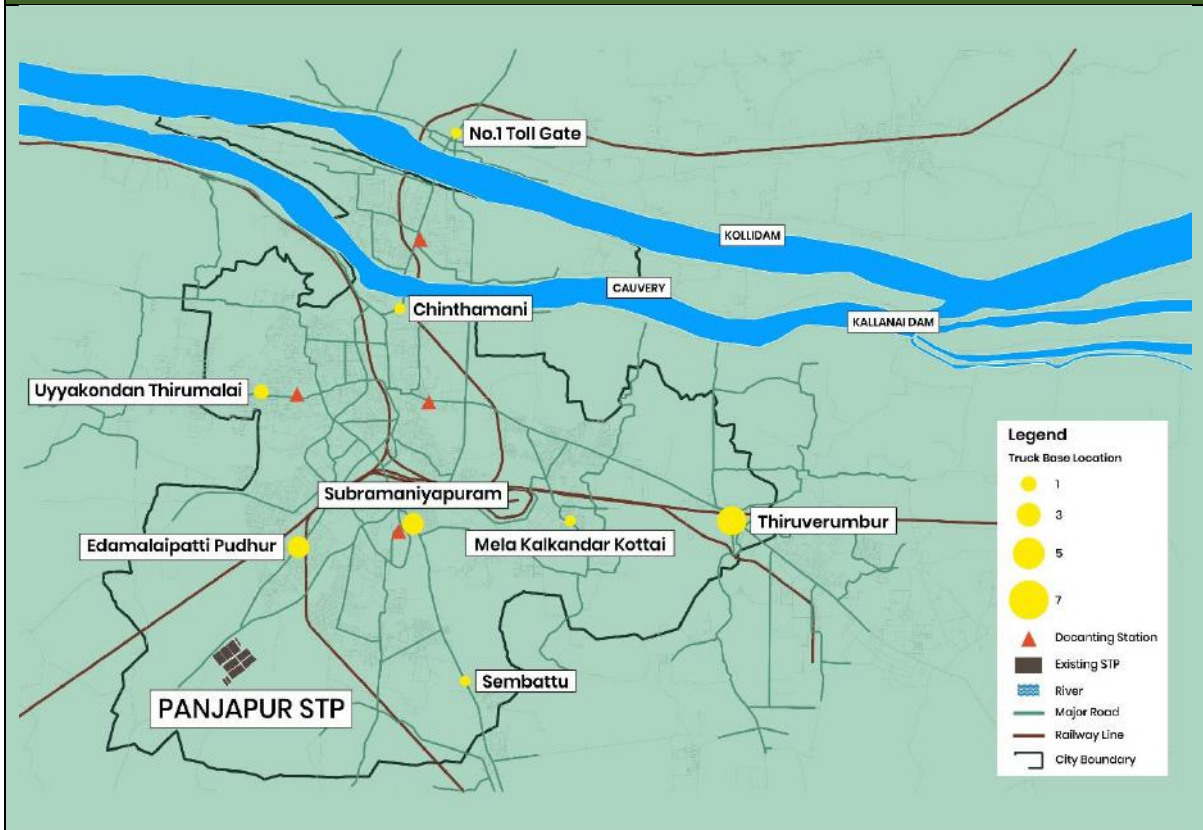 No.1 Toll Gate
KOLLIDAM
CAUVERY
Chinthamani
KALLANAI DAM
Uyyakondan Thirumalai
Subramaniyapuram
Thiruverumbur
Edamalaipatti Pudhur
Mela Kalkandar Kottai
Sembattu
PANJAPUR STP
Legend
Truck Base Location
1
3
5
7
Decanting Station
Existing STP
River
Major Road
Railway Line
City Boundary